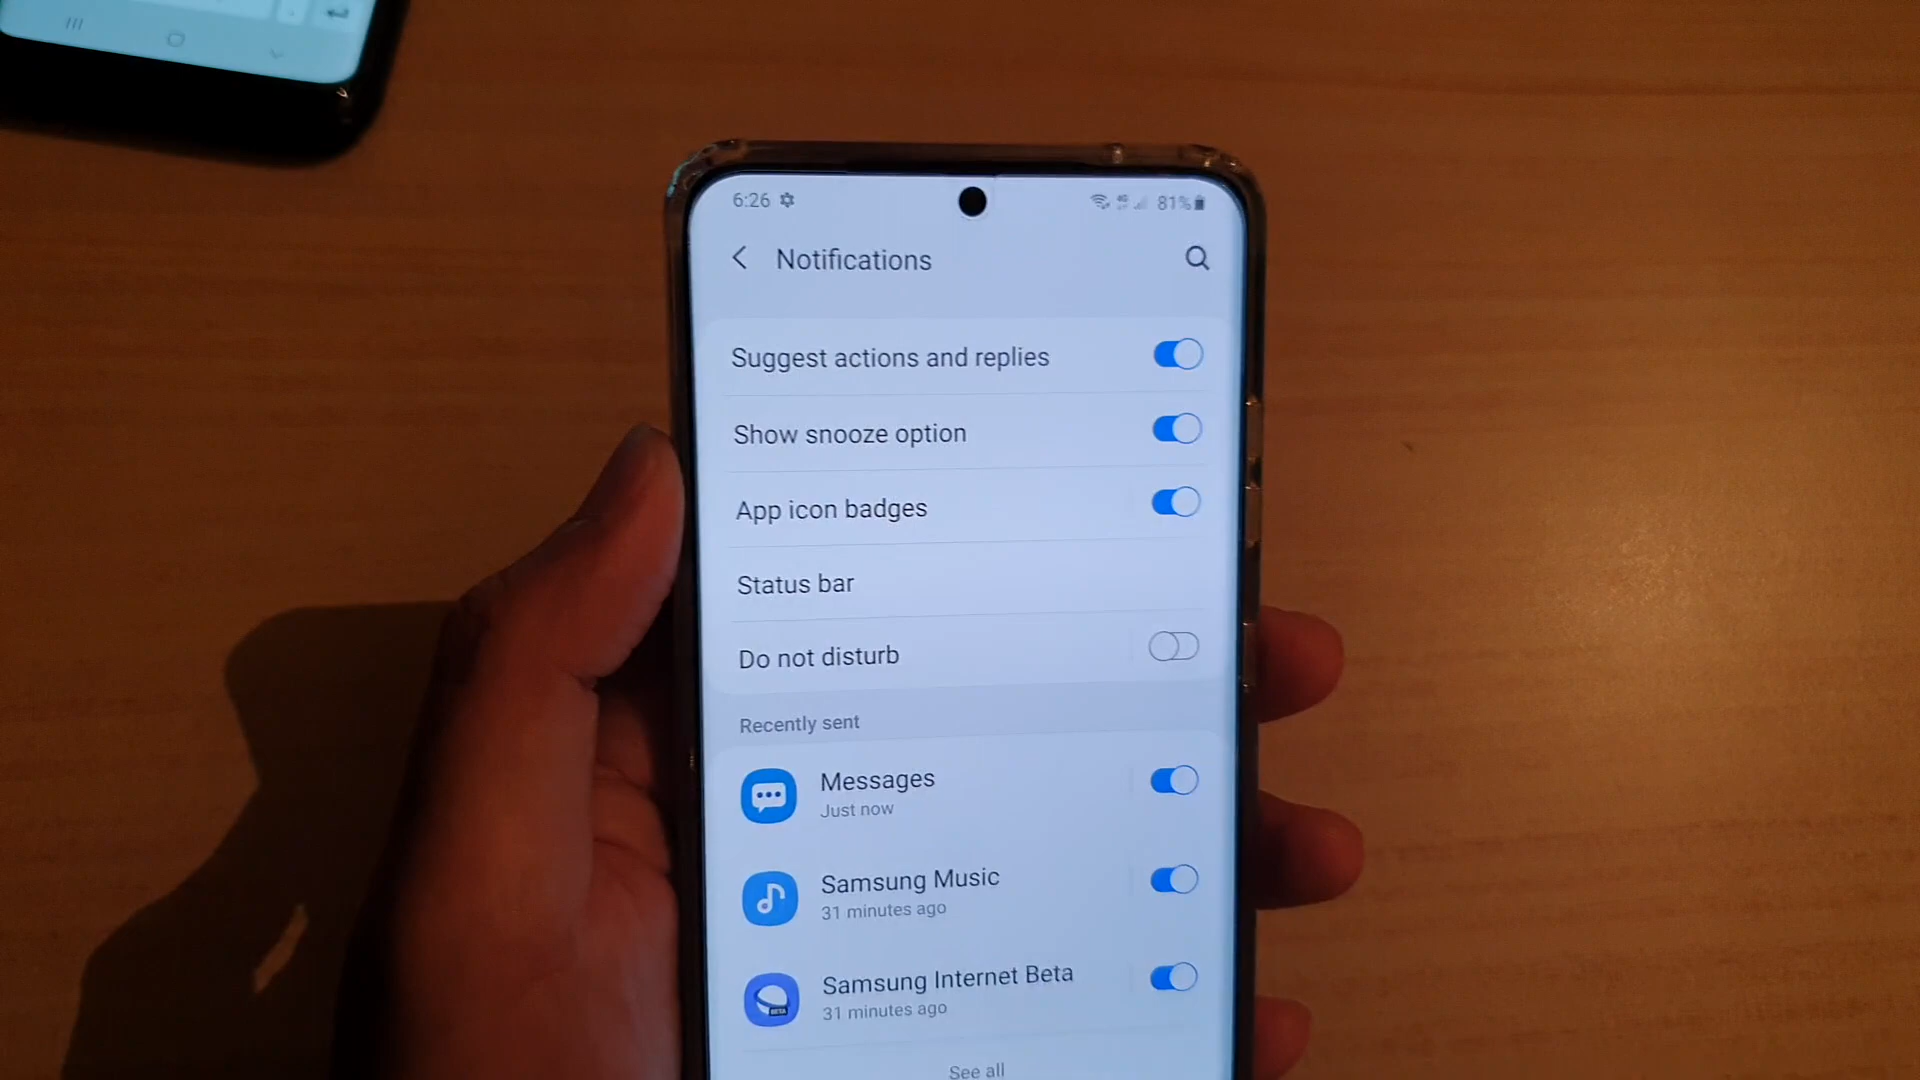 6:26
81%
Notifications
Suggest actions and replies
Show snooze option
App icon badges
Status bar
Do not disturb
Recently sent
Messages
Just now
Samsung Music
31 minutes ago
Samsung Internet Beta
BETA
31 minutes ago
See all